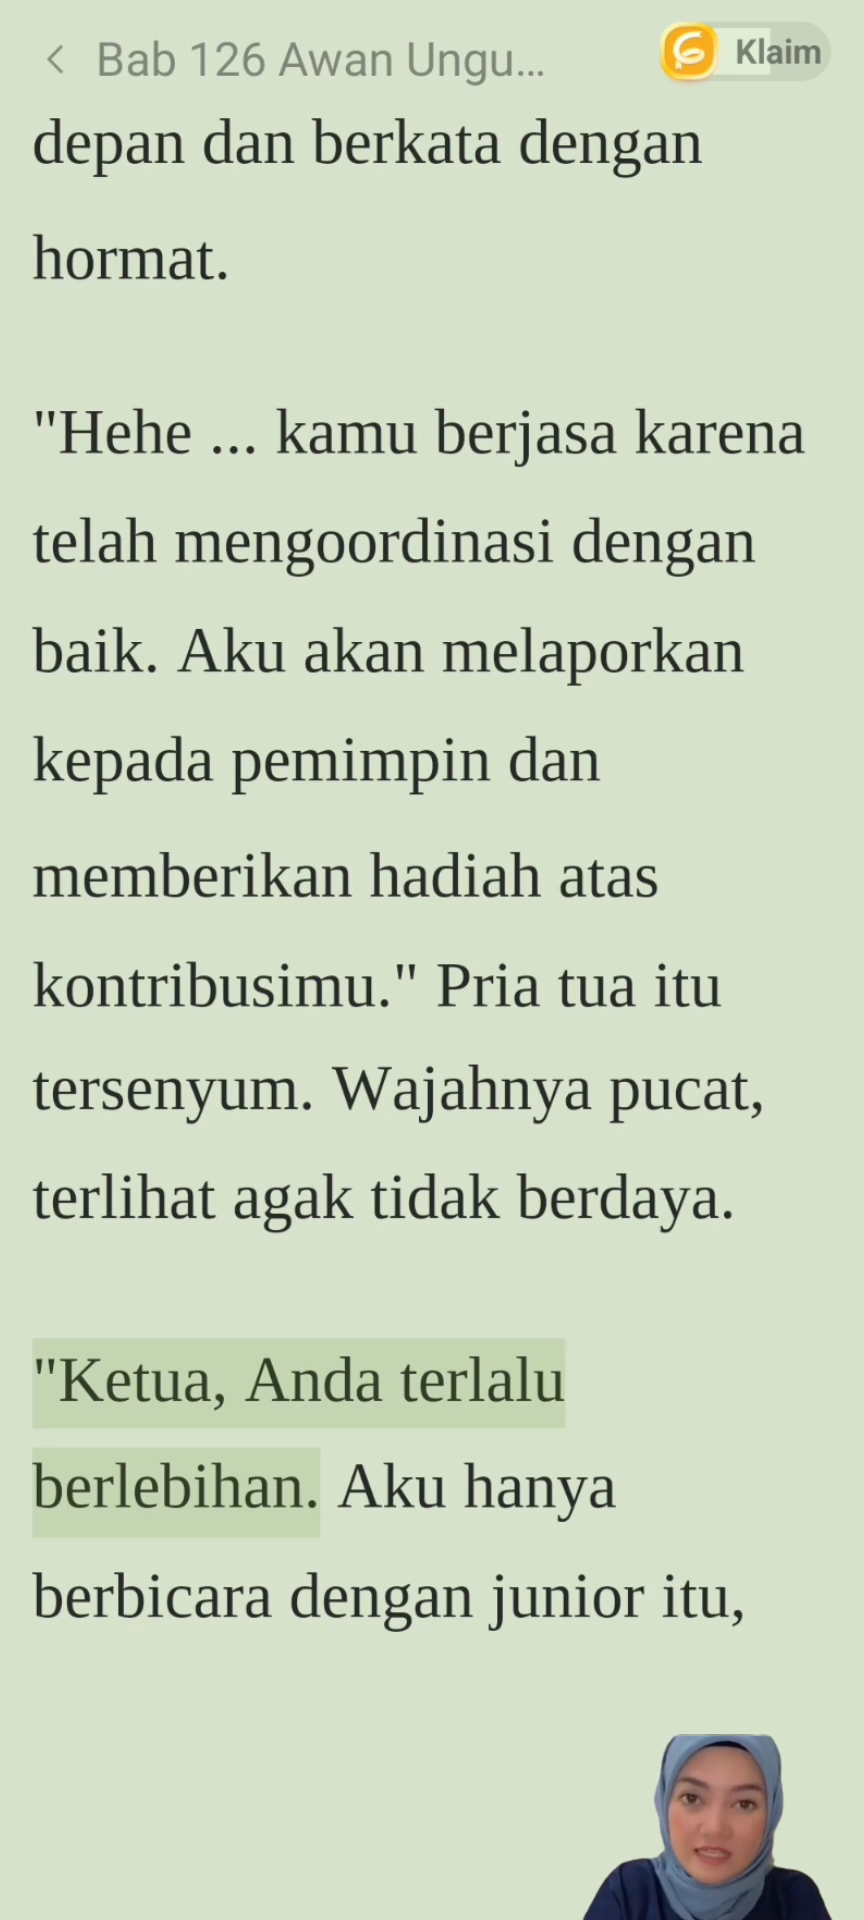 Bab 126 Awan Ungu...
Klaim
depan dan berkata dengan
hormat.
"Hehe ... kamu berjasa karena
telah mengoordinasi dengan
baik. Aku akan melaporkan
kepada pemimpin dan
memberikan hadiah atas
kontribusimu." Pria tua itu
tersenyum. Wajahnya pucat,
terlihat agak tidak berdaya.
"Ketua, Anda terlalu
berlebihan. Aku hanya
berbicara dengan junior itu,